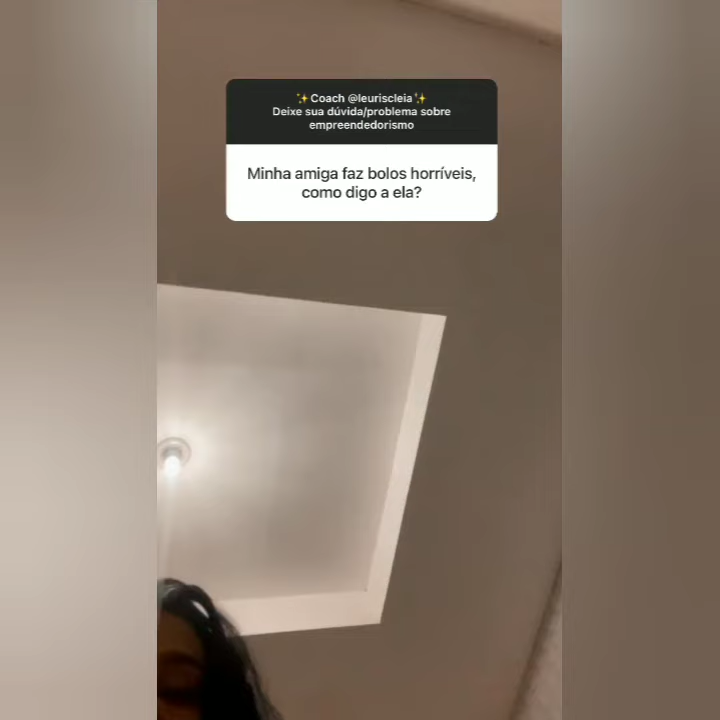 ✨Coach @leuriscleia✨
Deixe sua dúvida/problema sobre
empreendedorismo
Minha amiga faz bolos horríveis,
como digo a ela?